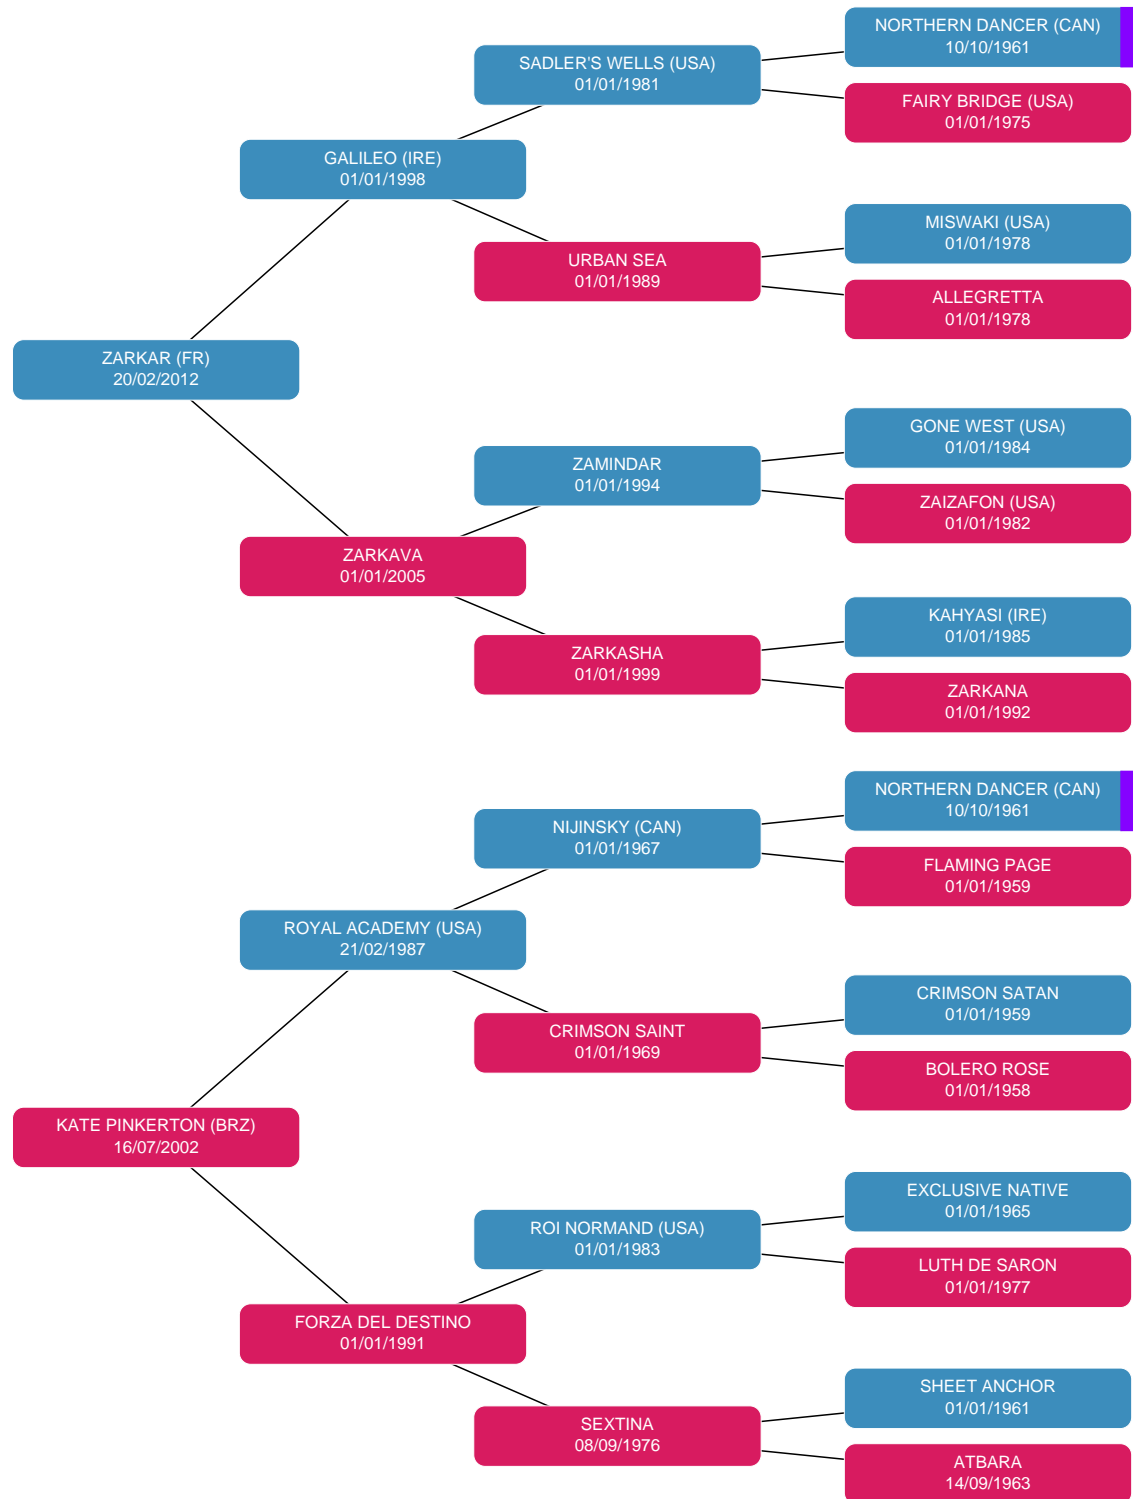 NORTHERN DANCER (CAN)
10/10/1961
SADLER'S WELLS (USA)
01/01/1981
FAIRY BRIDGE (USA)
01/01/1975
GALILEO (IRE)
01/01/1998
MISWAKI (USA)
01/01/1978
URBAN SEA
01/01/1989
ALLEGRETTA
01/01/1978
ZARKAR (FR)
20/02/2012
GONE WEST (USA)
01/01/1984
ZAMINDAR
01/01/1994
ZAIZAFON (USA)
01/01/1982
ZARKAVA
01/01/2005
KAHYASI (IRE)
01/01/1985
ZARKASHA
01/01/1999
ZARKANA
01/01/1992
NORTHERN DANCER (CAN)
10/10/1961
NIJINSKY (CAN)
01/01/1967
FLAMING PAGE
01/01/1959
ROYAL ACADEMY (USA)
21/02/1987
CRIMSON SATAN
01/01/1959
CRIMSON SAINT
01/01/1969
BOLERO ROSE
01/01/1958
KATE PINKERTON (BRZ)
16/07/2002
EXCLUSIVE NATIVE
01/01/1965
ROI NORMAND (USA)
01/01/1983
LUTH DE SARON
01/01/1977
FORZA DEL DESTINO
01/01/1991
SHEET ANCHOR
01/01/1961
SEXTINA
08/09/1976
ATBARA
14/09/1963